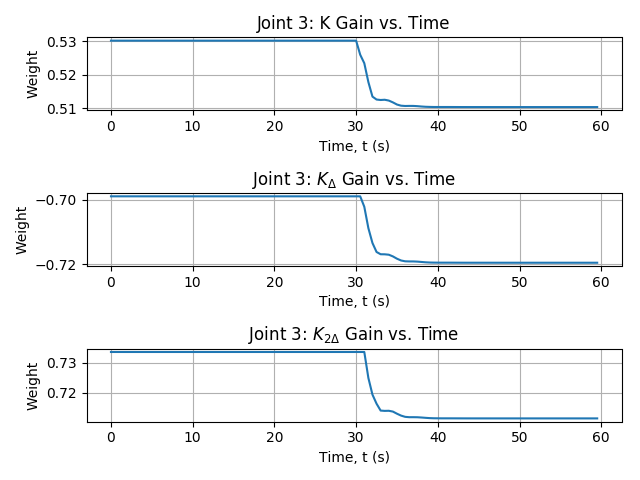 Joint 3: K Gain vs. Time
0.53
0.52
0.51
Weight
0 10 20 30 40 50 60
Time, t (s)
Joint 3: K_Δ Gain vs. Time
−0.70
−0.72
Weight
0 10 20 30 40 50 60
Time, t (s)
Joint 3: K_{2Δ} Gain vs. Time
0.73
0.72
Weight
0 10 20 30 40 50 60
Time, t (s)